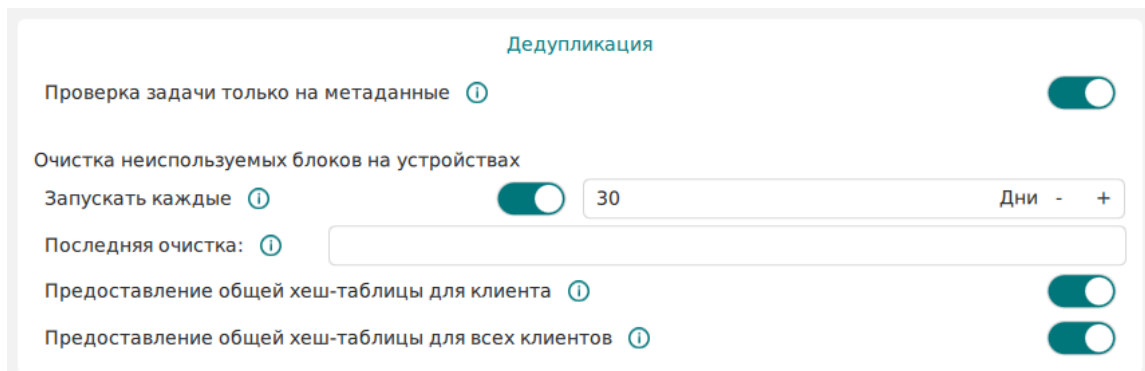 Дедупликация
Проверка задачи только на метаданные
Очистка неиспользуемых блоков на устройствах
Запускать каждые 30 Дни - +
Последняя очистка:
Предоставление общей хеш-таблицы для клиента
Предоставление общей хеш-таблицы для всех клиентов